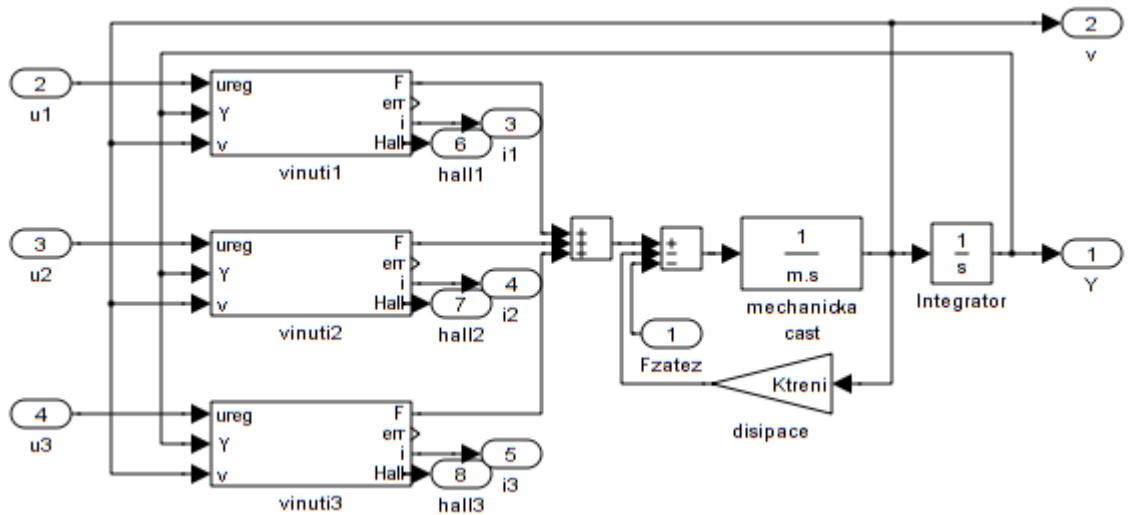 2
v
2
u1
ureg
Y
v
F
err
i
Hall
vinuti1
3
i1
6
hall1
3
u2
ureg
Y
v
F
err
i
Hall
vinuti2
4
i2
7
hall2
+
+
+
+
−
−
1
m.s
mechanicka
cast
1
s
Integrator
1
Y
1
Fzatez
Ktreni
disipace
4
u3
ureg
Y
v
F
err
i
Hall
vinuti3
5
i3
8
hall3